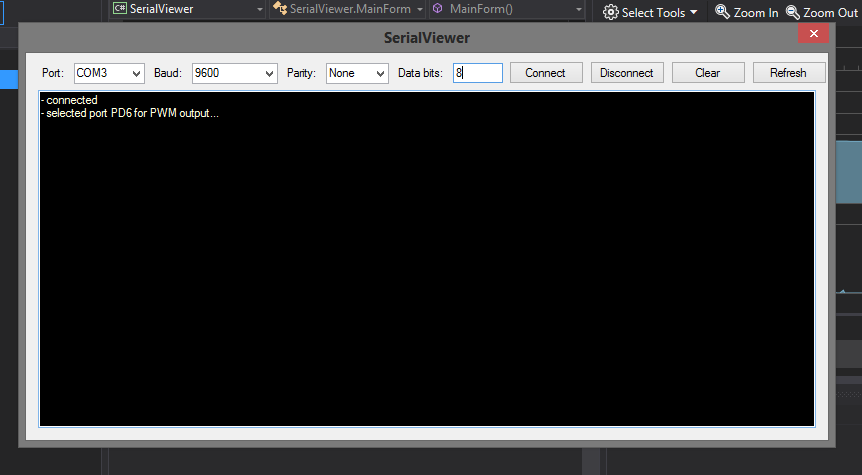 C# SerialViewer SerialViewer.MainForm MainForm() Select Tools Zoom In Zoom Out
SerialViewer
Port: COM3 Baud: 9600 Parity: None Data bits: 8 Connect Disconnect Clear Refresh
- connected
- selected port PD6 for PWM output...